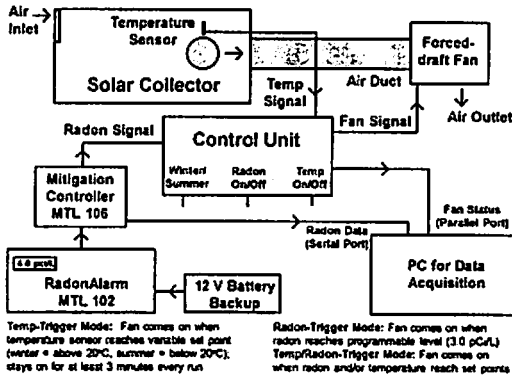 Air
Inlet
Temperature
Sensor
Solar Collector
Air Duct
Forced-
draft Fan
Temp
Signal
Fan Signal
Air Outlet
Radon Signal
Control Unit
Winter/
Summer
Radon
On/Off
Temp
On/Off
Mitigation
Controller
MTL 106
Radon Data
(Serial Port)
Fan Status
(Parallel Port)
RadonAlarm
MTL 102
12 V Battery
Backup
PC for Data
Acquisition
Temp-Trigger Mode: Fan comes on when
temperature sensor reaches variable set point
(winter = above 20°C, summer = below 20°C);
stays on for at least 3 minutes every run
Radon-Trigger Mode: Fan comes on when
radon reaches programmable level (3.0 pCi/L)
Temp/Radon-Trigger Mode: Fan comes on
when radon and/or temperature reach set points